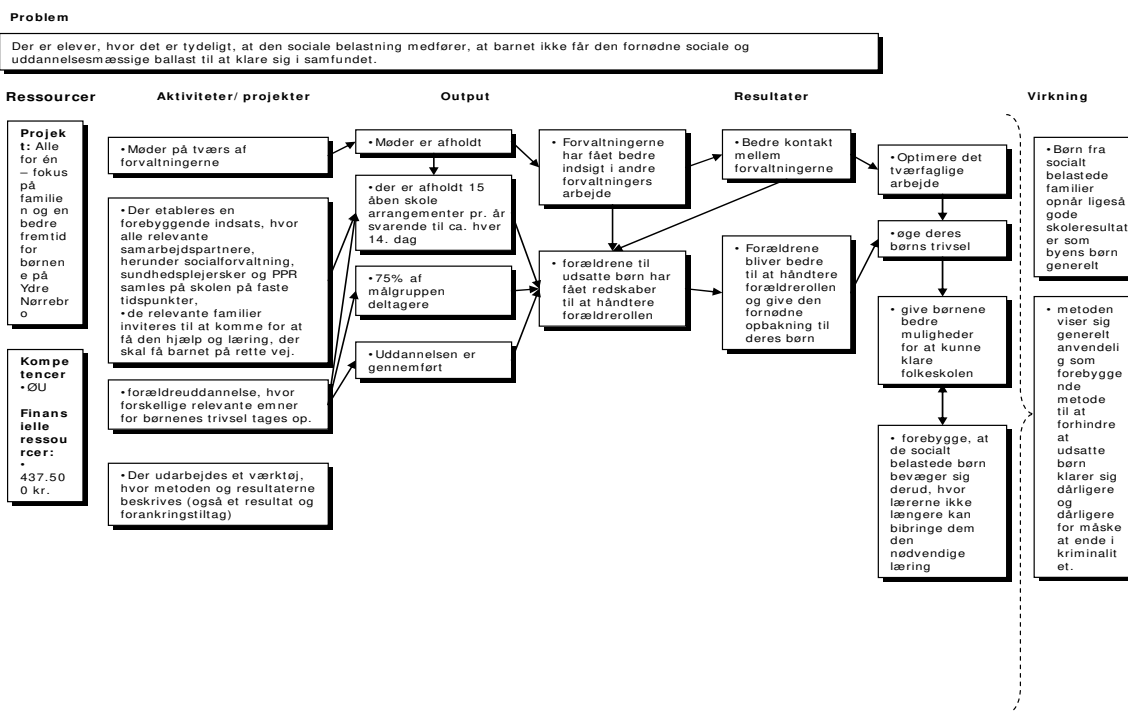 Problem
Der er elever, hvor det er tydeligt, at den sociale belastning medfører, at barnet ikke får den fornødne sociale og
uddannelsesmæssige ballast til at klare sig i samfundet.
Ressourcer
Aktiviteter/ projekter
Output
Resultater
Virkning
Projek
t: Alle
for én
– fokus
på
familie
n og en
bedre
fremtid
for
børnen
e på
Ydre
Nørrebr
o
Kompe
tencer
•ØU
Finans
ielle
ressou
rcer:
•
437.50
0 kr.
•Møder på tværs af
forvaltningerne
•Der etableres en
forebyggende indsats, hvor
alle relevante
samarbejdspartnere,
herunder socialforvaltning,
sundhedsplejersker og PPR
samles på skolen på faste
tidspunkter,
•de relevante familier
inviteres til at komme for at
få den hjælp og læring, der
skal få barnet på rette vej.
•forældreuddannelse, hvor
forskellige relevante emner
for børnenes trivsel tages op.
•Der udarbejdes et værktøj,
hvor metoden og resultaterne
beskrives (også et resultat og
forankringstiltag)
•Møder er afholdt
•der er afholdt 15
åben skole
arrangementer pr. år
svarende til ca. hver
14. dag
•75% af
målgruppen
deltagere
•Uddannelsen er
gennemført
• Forvaltningerne
har fået bedre
indsigt i andre
forvaltningers
arbejde
• forældrene til
udsatte børn har
fået redskaber
til at håndtere
forældrerollen
•Bedre kontakt
mellem
forvaltningerne
• Forældrene
bliver bedre
til at håndtere
forældrerollen
og give den
fornødne
opbakning til
deres børn
•Optimere det
tværfaglige
arbejde
•øge deres
børns trivsel
• give børnene
bedre
muligheder
for at kunne
klare
folkeskolen
• forebygge, at
de socialt
belastede børn
bevæger sig
derud, hvor
lærerne ikke
længere kan
bibringe dem
den
nødvendige
læring
•Børn fra
socialt
belastede
familier
opnår ligeså
gode
skoleresultat
er som
byens børn
generelt
• metoden
viser sig
generelt
anvendeli
g som
forebygge
nde
metode
til at
forhindre
at
udsatte
børn
klarer sig
dårligere
og
dårligere
for måske
at ende i
kriminalit
et.